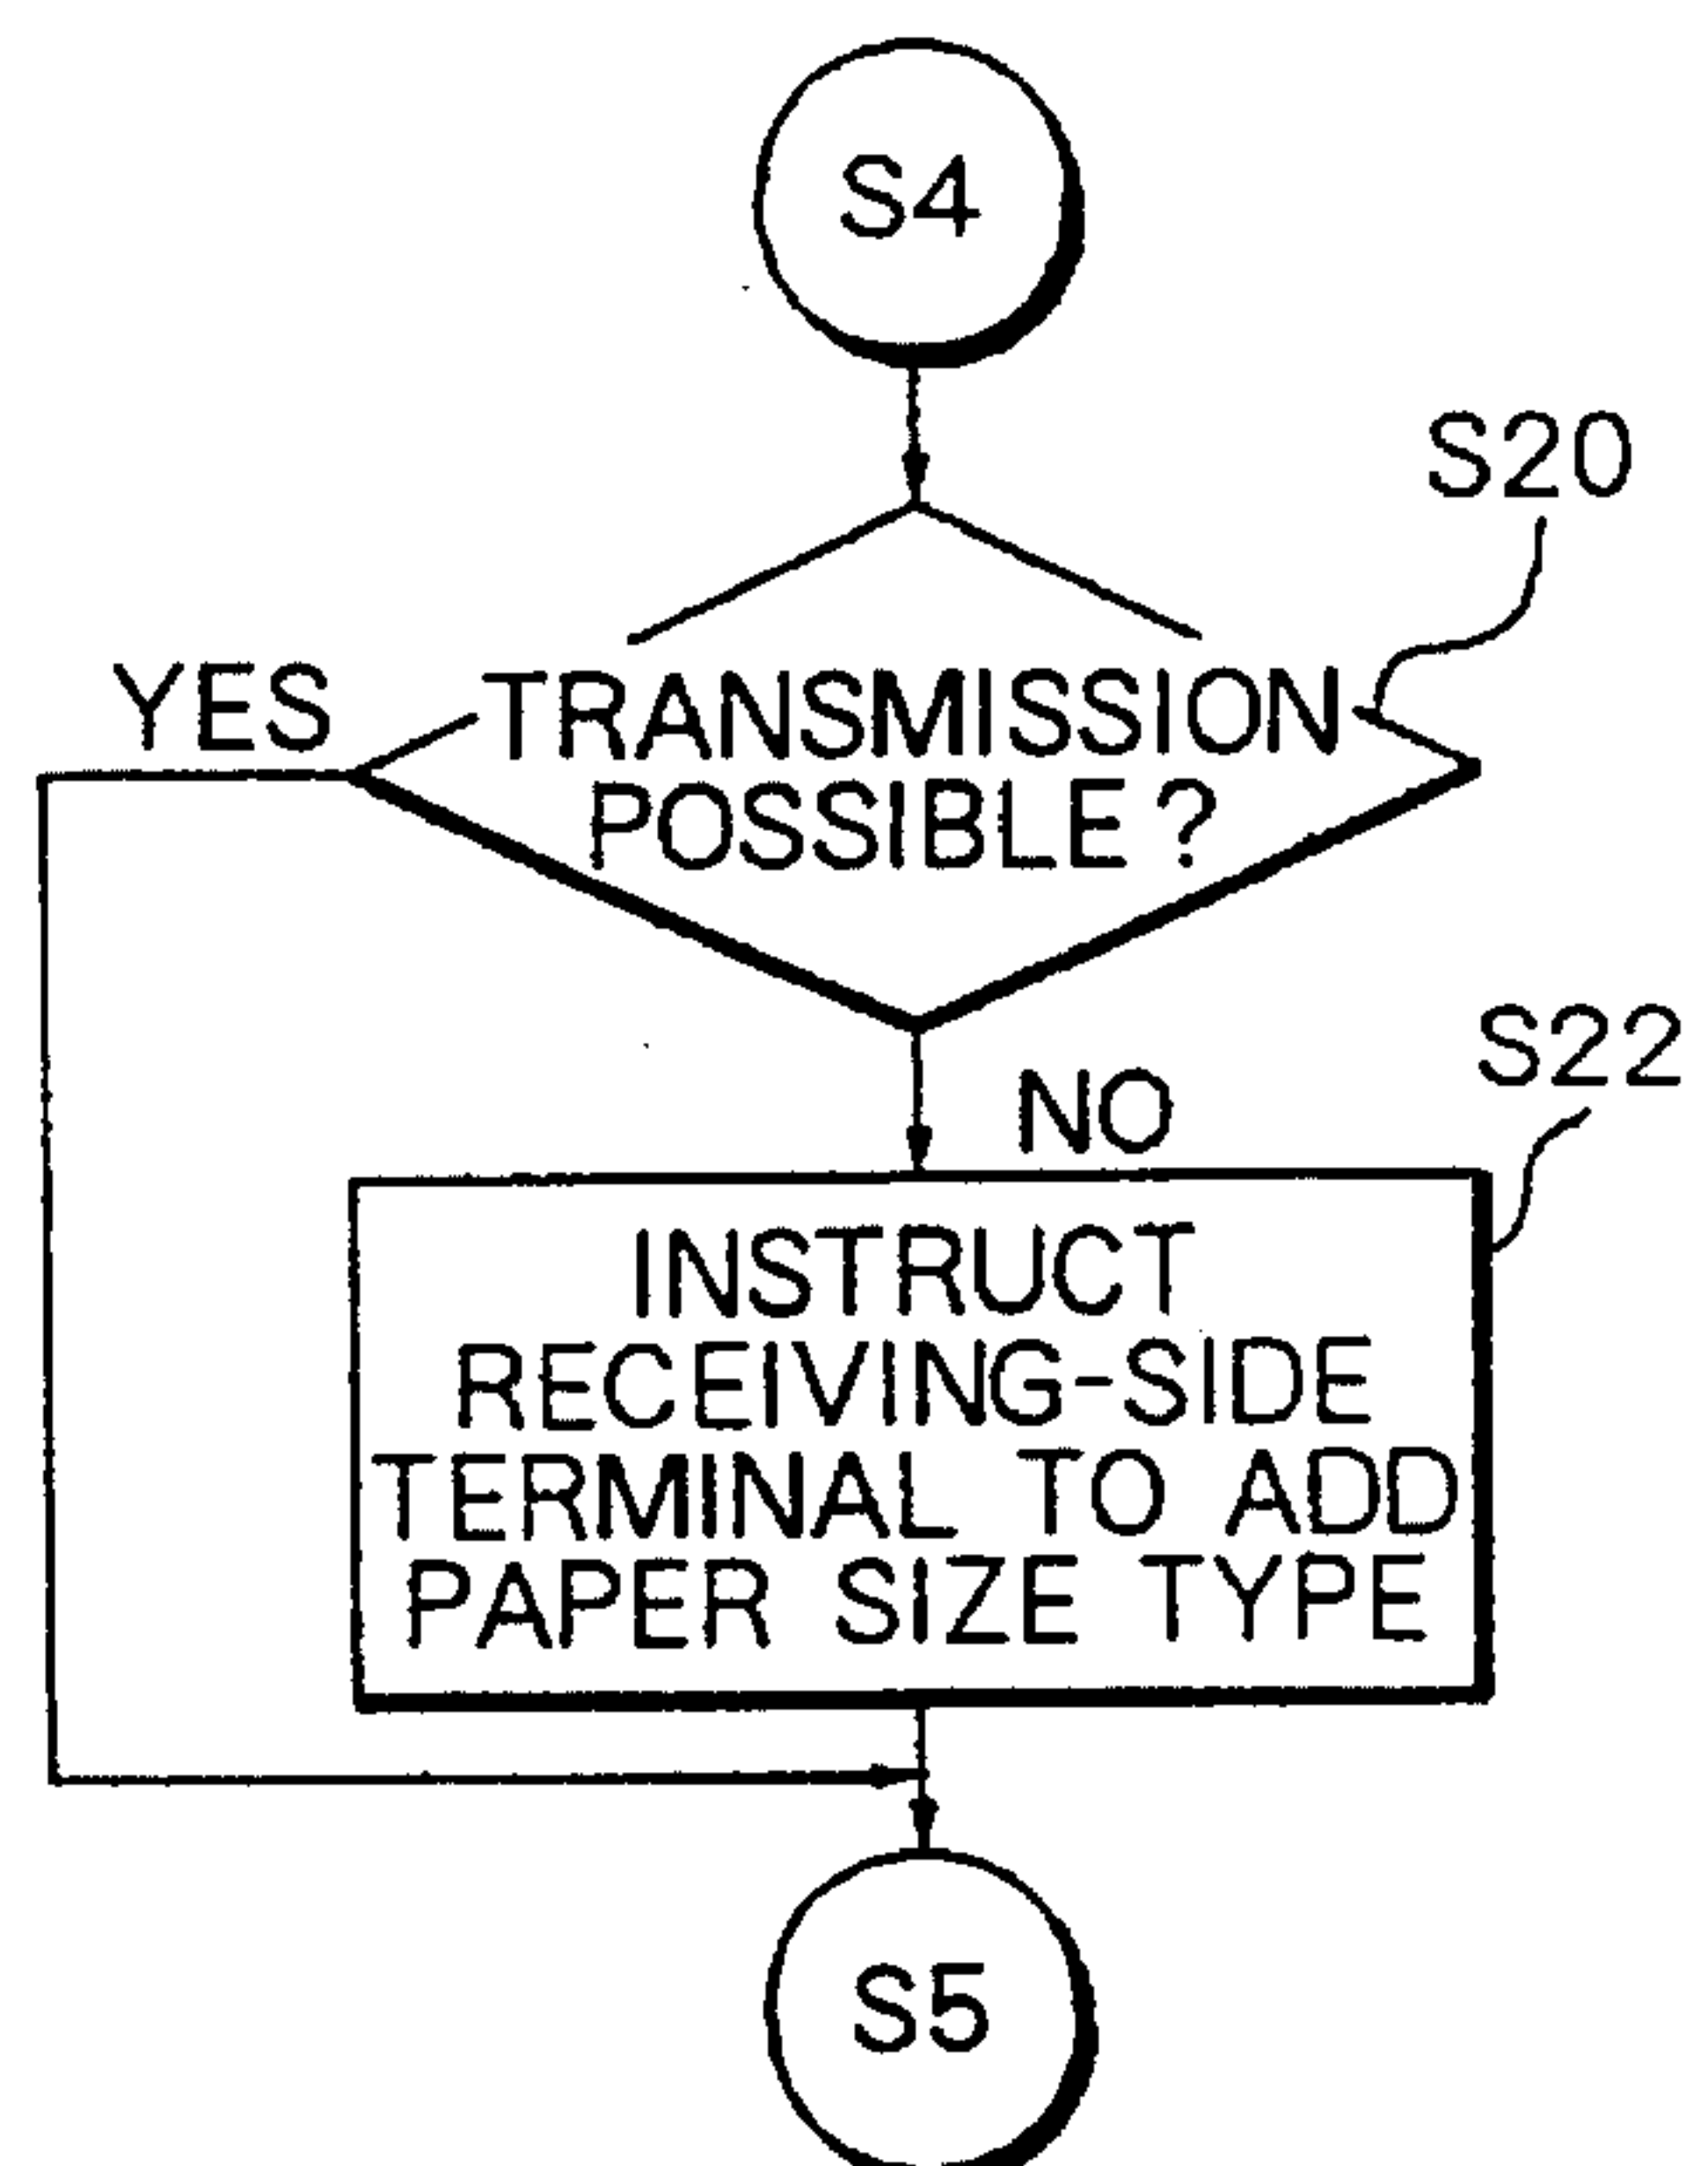 S4
S20
YES
TRANSMISSION
POSSIBLE?
NO
S22
INSTRUCT
RECEIVING-SIDE
TERMINAL TO ADD
PAPER SIZE TYPE
S5